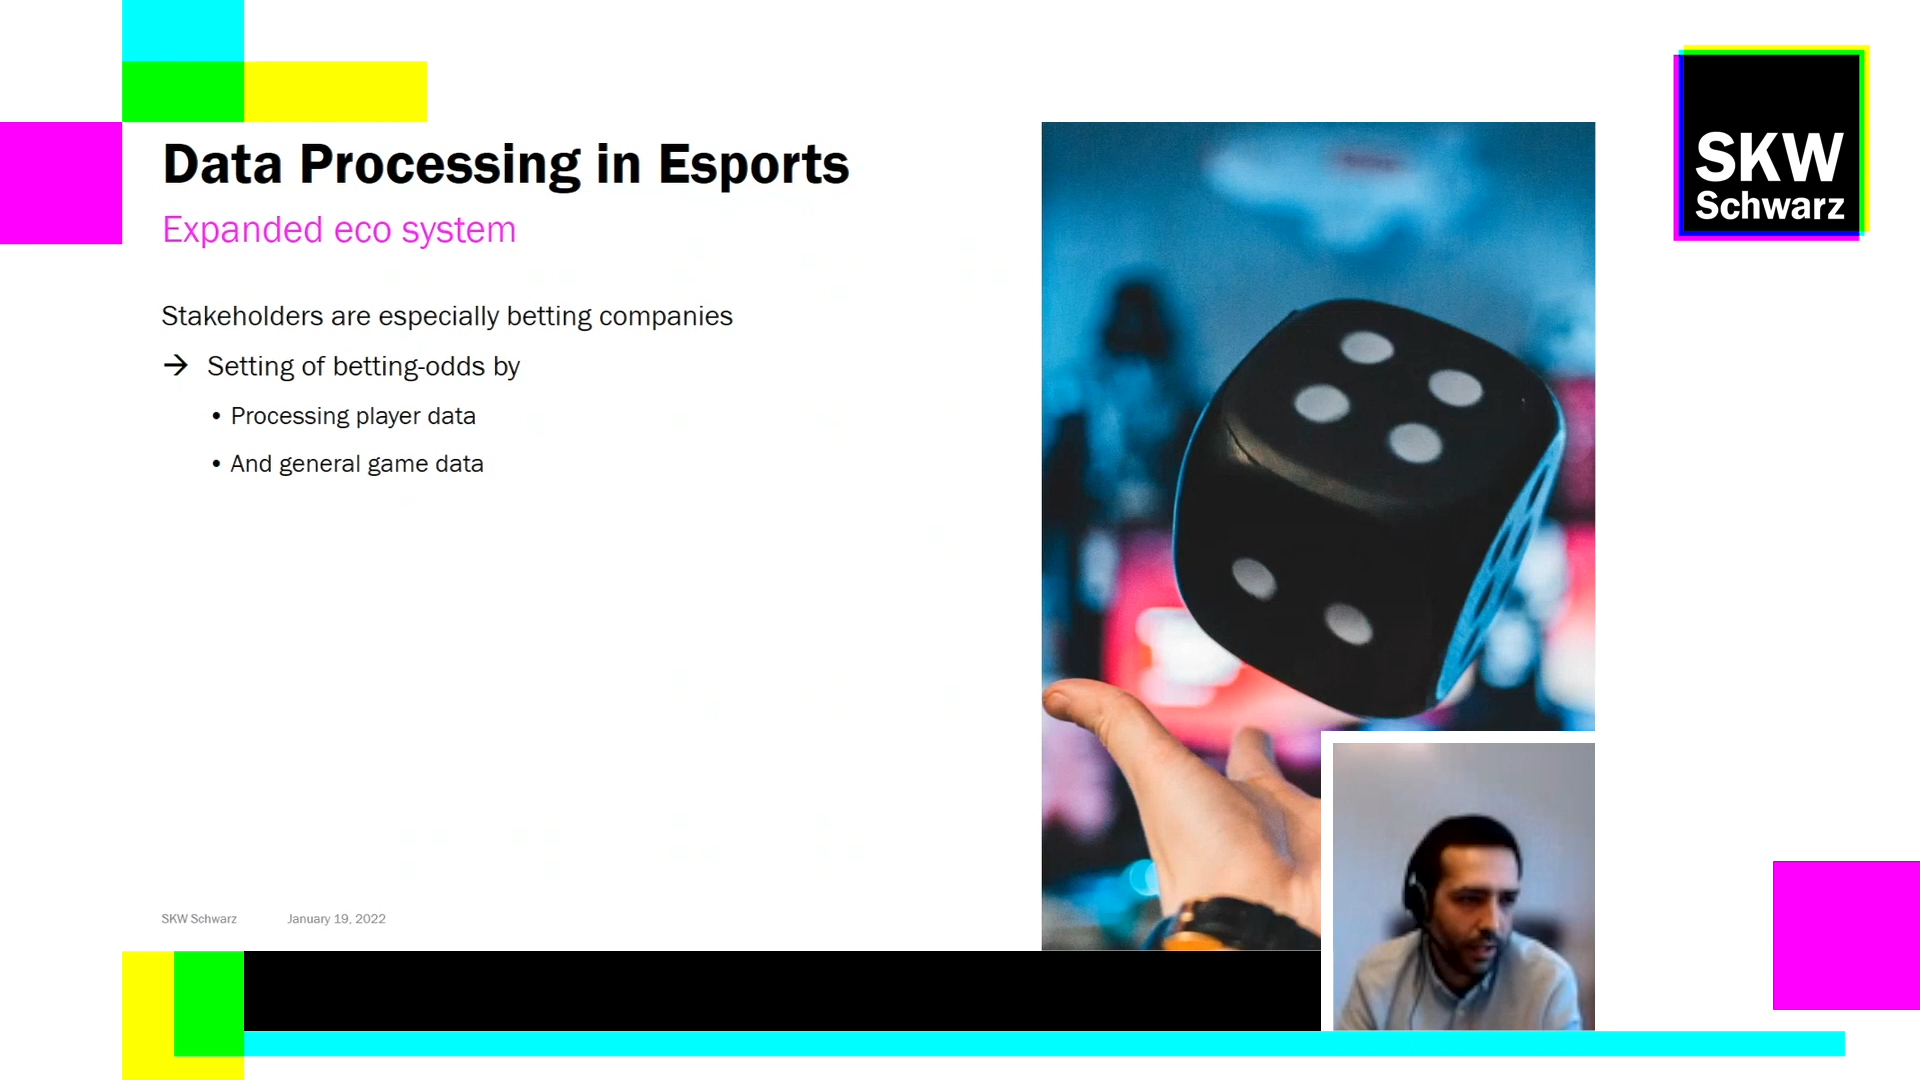 Data Processing in Esports
Expanded eco system
SKW
Schwarz
Stakeholders are especially betting companies
→ Setting of betting-odds by
• Processing player data
• And general game data
SKW Schwarz January 19, 2022